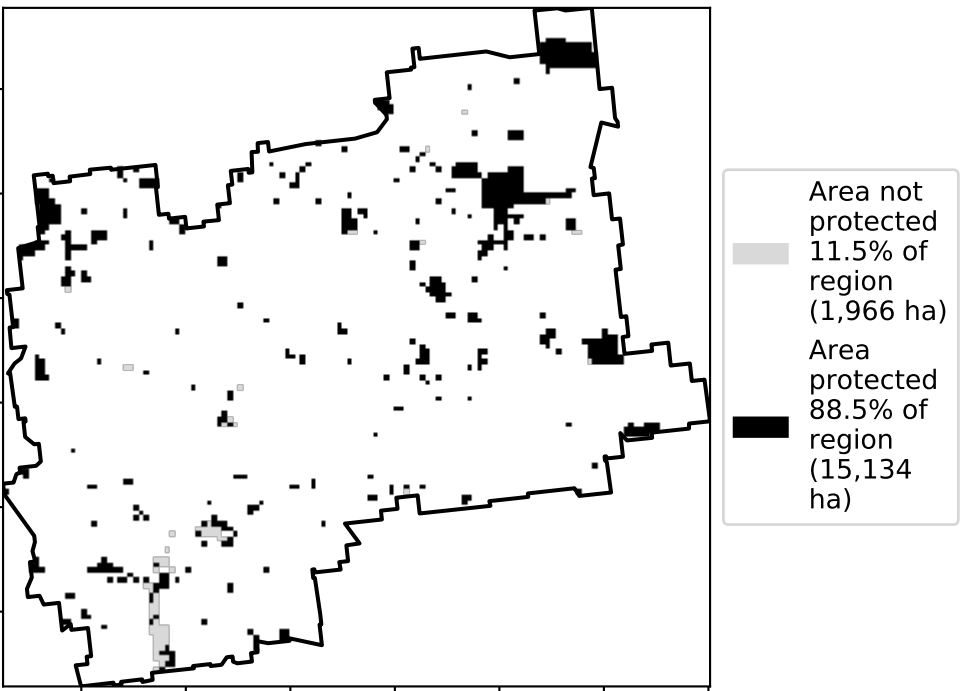 Area not
protected
11.5% of
region
(1,966 ha)
Area
protected
88.5% of
region
(15,134
ha)